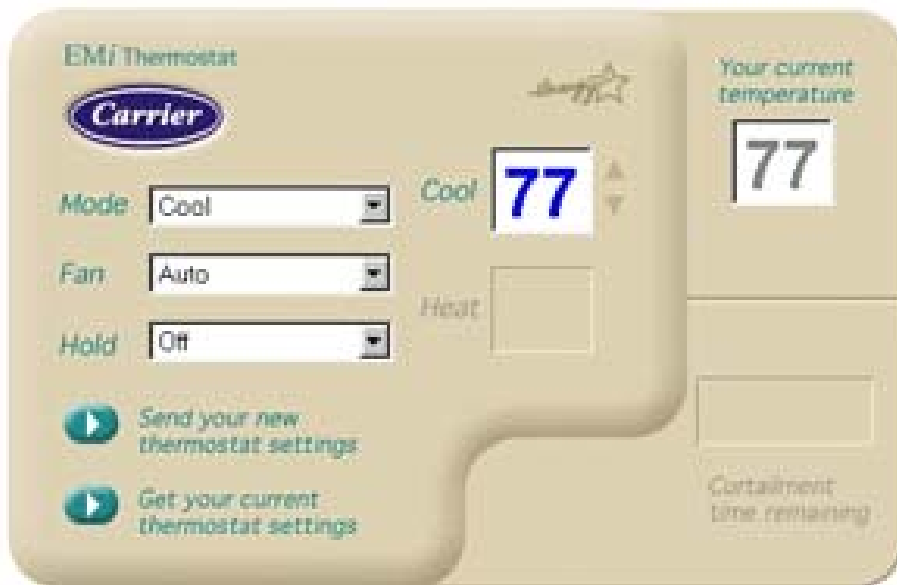 EMi Thermostat
Carrier
energy
Mode Cool
Fan Auto
Hold Off
Send your new
thermostat settings
Get your current
thermostat settings
Cool 77
Heat
Your current
temperature
77
Curtailment
time remaining